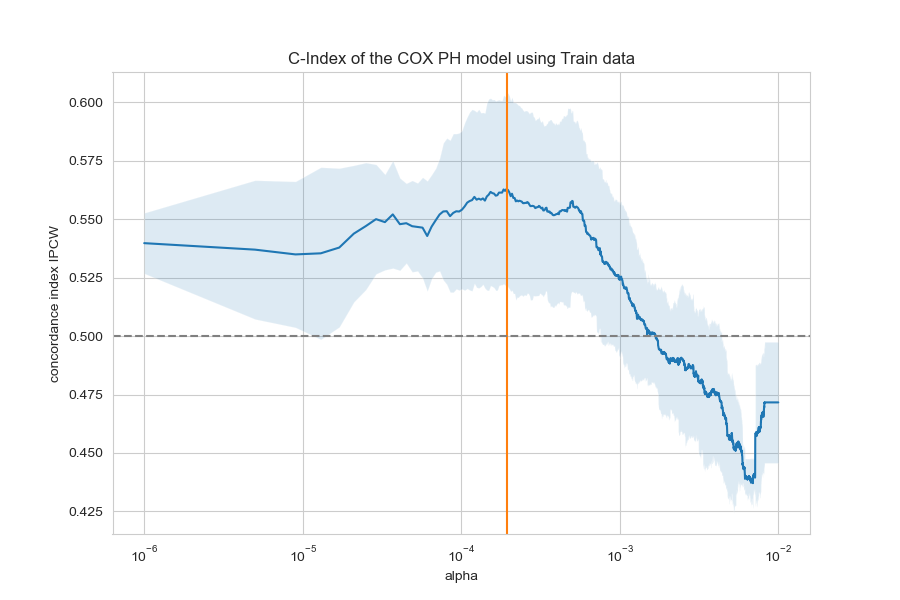 C-Index of the COX PH model using Train data
concordance index IPCW
0.600
0.575
0.550
0.525
0.500
0.475
0.450
0.425
10⁻⁶ 10⁻⁵ 10⁻⁴ 10⁻³ 10⁻²
alpha